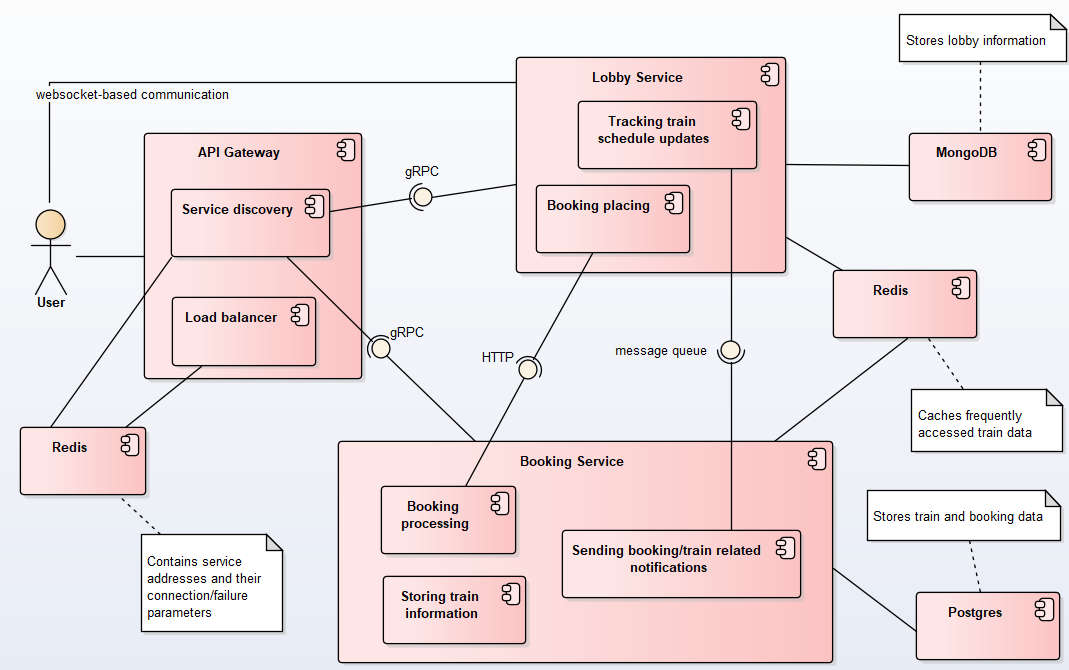 Stores lobby information
Lobby Service
websocket-based communication
Tracking train
schedule updates
API Gateway
MongoDB
gRPC
Service discovery
Booking placing
User
Redis
Load balancer
gRPC
HTTP
message queue
Caches frequently
accessed train data
Redis
Booking Service
Booking
processing
Stores train and booking data
Sending booking/train related
notifications
Contains service
addresses and their
connection/failure
parameters
Storing train
information
Postgres